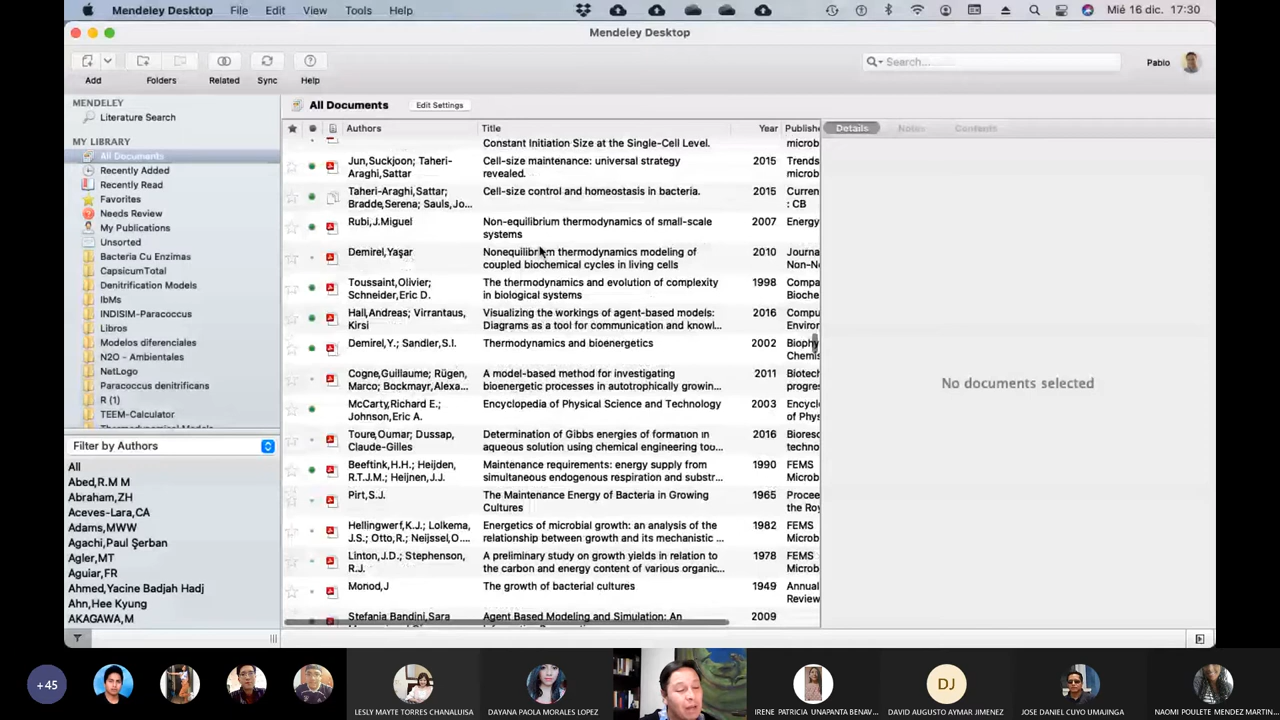 Mendeley Desktop File Edit View Tools Help Mié 16 dic. 17:30
Mendeley Desktop
Search... Pablo
Add Folders Related Sync Help
MENDELEY
Literature Search
MY LIBRARY
All Documents
Recently Added
Recently Read
Favorites
Needs Review
My Publications
Unsorted
Bacteria Cu Enzimas
CapsicumTotal
Denitrification Models
IbMs
INDISIM-Paracoccus
Libros
Modelos diferenciales
N2O - Ambientales
NetLogo
Paracoccus denitrificans
R (1)
TEEM-Calculator
Thermodynamical Models
Filter by Authors
All
Abed,R.M M
Abraham,ZH
Aceves-Lara,CA
Adams,MWW
Agachi,Paul Şerban
Agler,MT
Aguiar,FR
Ahmed,Yacine Badjah Hadj
Ahn,Hee Kyung
AKAGAWA,M
All Documents Edit Settings
Authors Title Year Publishe
Constant Initiation Size at the Single-Cell Level. microb
Jun,Suckjoon; Taheri- Cell-size maintenance: universal strategy 2015 Trends
Araghi,Sattar revealed. microb
Taheri-Araghi,Sattar; Cell-size control and homeostasis in bacteria. 2015 Current
Bradde,Serena; Sauls,Jo... : CB
Rubi,J.Miguel Non-equilibrium thermodynamics of small-scale 2007 Energy
systems
Demirel,Yaşar Nonequilibrium thermodynamics modeling of 2010 Journa
coupled biochemical cycles in living cells Non-Ne
Toussaint,Olivier; The thermodynamics and evolution of complexity 1998 Compa
Schneider,Eric D. in biological systems Bioche
Hall,Andreas; Virrantaus, Visualizing the workings of agent-based models: 2016 Compu
Kirsi Diagrams as a tool for communication and knowl... Environ
Demirel,Y.; Sandler,S.I. Thermodynamics and bioenergetics 2002 Biophy
Chemis
Cogne,Guillaume; Rügen, A model-based method for investigating 2011 Biotech
Marco; Bockmayr,Alexa... bioenergetic processes in autotrophically growin... progres
McCarty,Richard E.; Encyclopedia of Physical Science and Technology 2003 Encyclo
Johnson,Eric A. of Phys
Toure,Oumar; Dussap, Determination of Gibbs energies of formation in 2016 Bioresc
Claude-Gilles aqueous solution using chemical engineering tou... techno
Beeftink,H.H.; Heijden, Maintenance requirements: energy supply from 1990 FEMS
R.T.J.M.; Heijnen,J.J. simultaneous endogenous respiration and substr... Microb
Pirt,S.J. The Maintenance Energy of Bacteria in Growing 1965 Procee
Cultures the Roy
Hellingwerf,K.J.; Lolkema, Energetics of microbial growth: an analysis of the 1982 FEMS
J.S.; Otto,R.; Neijssel,O.... relationship between growth and its mechanistic ... Microb
Linton,J.D.; Stephenson, A preliminary study on growth yields in relation to 1978 FEMS
R.J. the carbon and energy content of various organic... Microb
Monod,J The growth of bacterial cultures 1949 Annual
Review
Stefania Bandini,Sara Agent Based Modeling and Simulation: An 2009
Details Notes Contents
No documents selected
+45
LESLY MAYTE TORRES CHANALUISA
DAYANA PAOLA MORALES LOPEZ
IRENE PATRICIA UNAPANTA BENAV...
DJ
DAVID AUGUSTO AYMAR JIMENEZ
JOSE DANIEL CUYO UMAJINGA
NAOMI POULETE MENDEZ MARTIN...